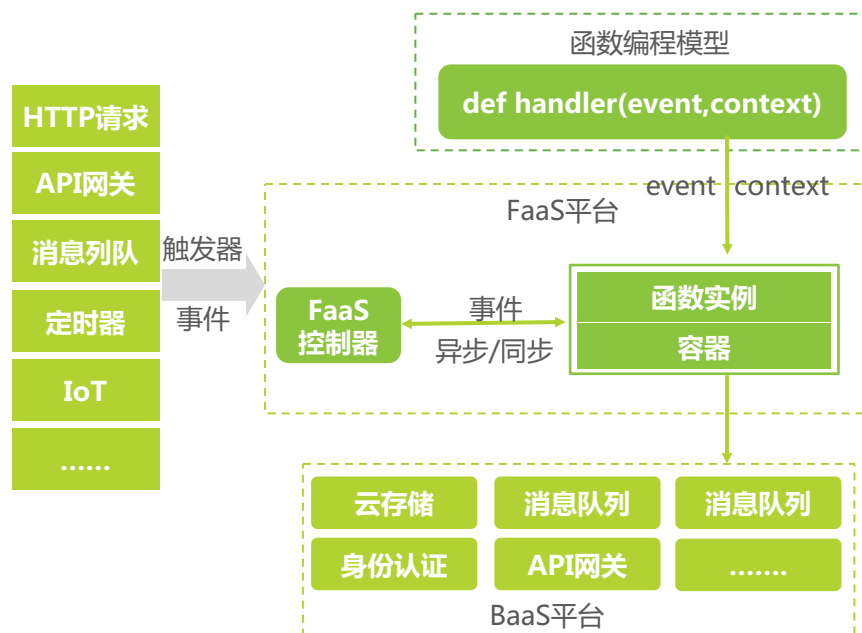 函数编程模型
def handler(event,context)
HTTP请求
API网关
消息列队
定时器
IoT
......
触发器
事件
event
context
FaaS平台
FaaS
控制器
事件
异步/同步
函数实例
容器
云存储
消息队列
消息队列
身份认证
API网关
.......
BaaS平台